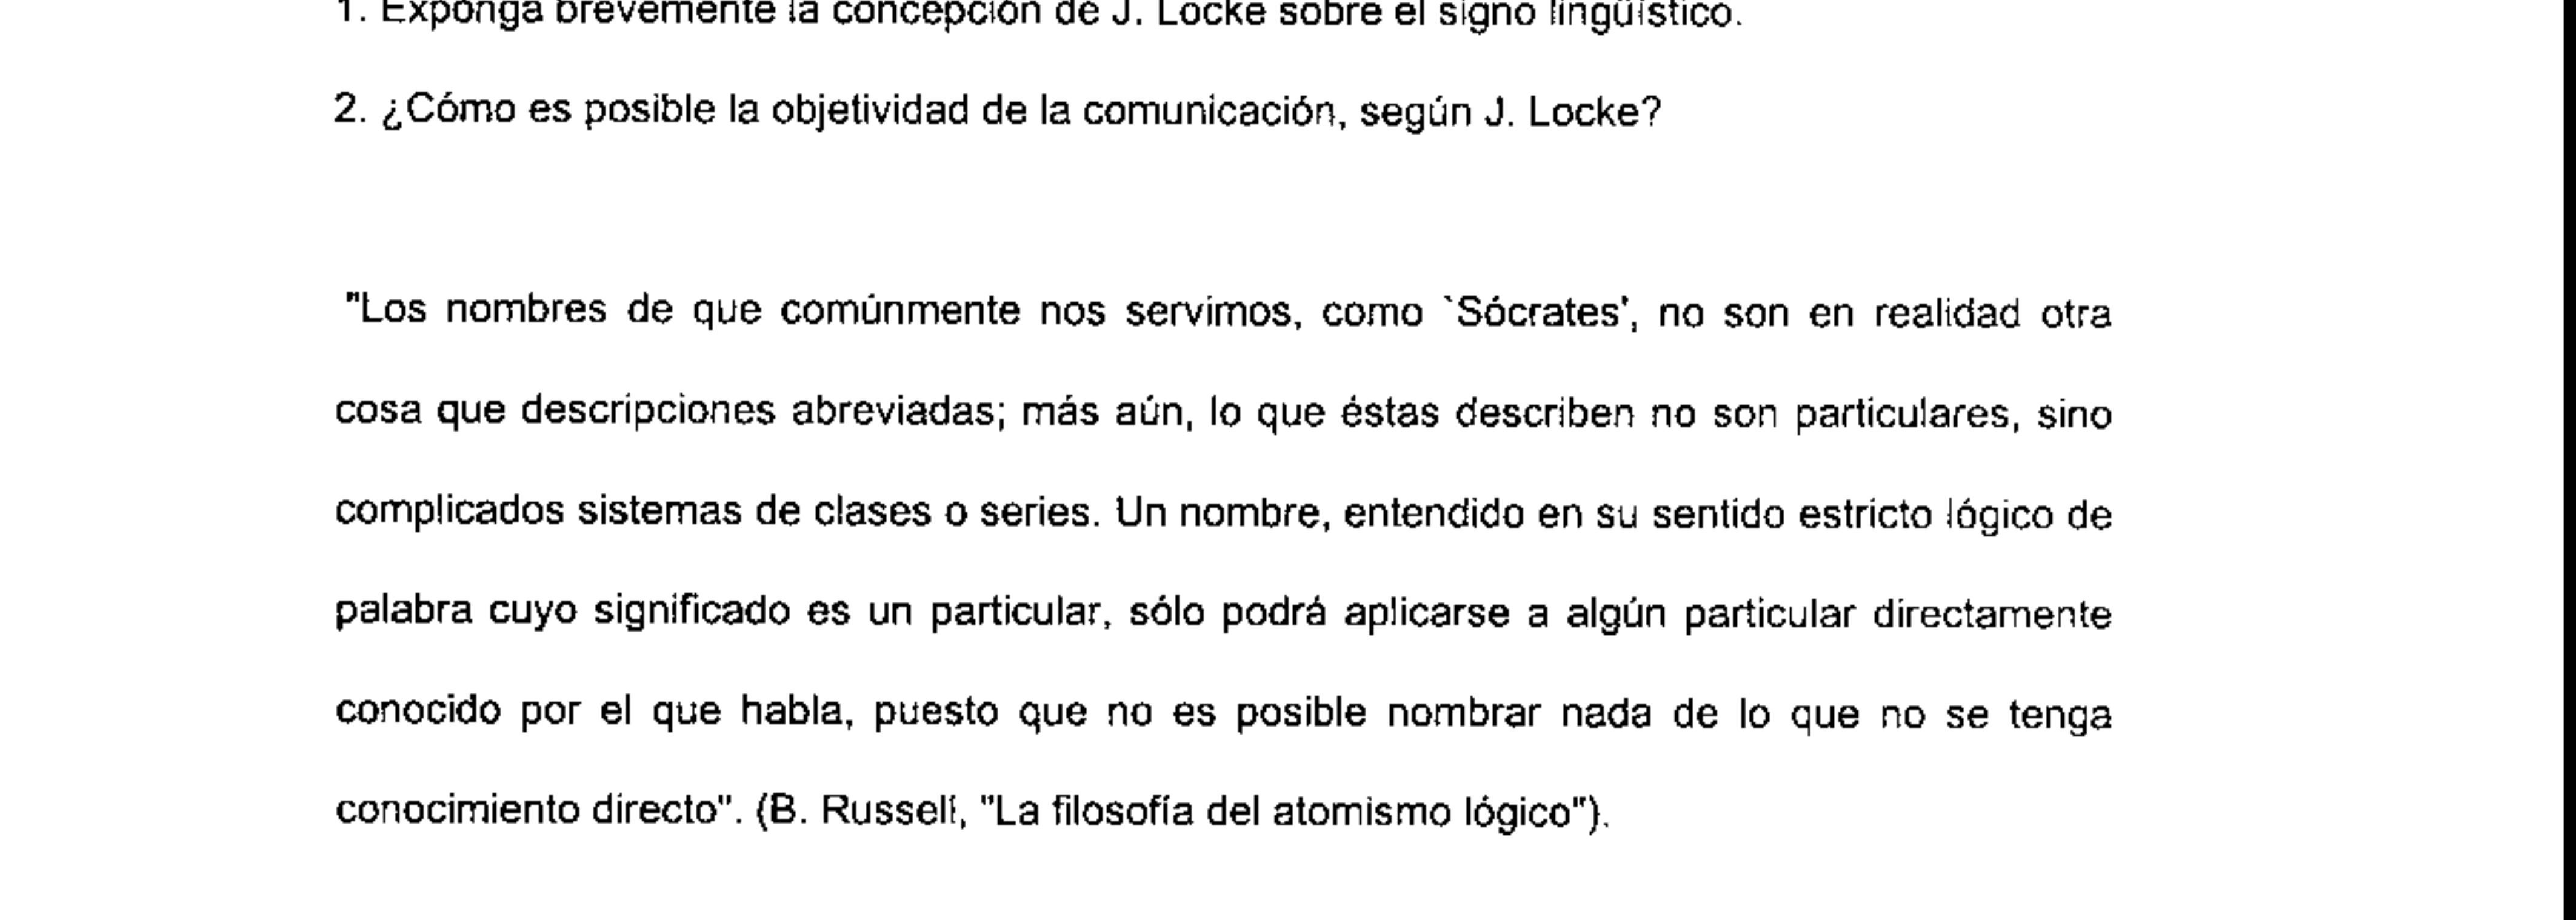 1. Exponga brevemente la concepción de J. Locke sobre el signo lingüístico.
2. ¿Cómo es posible la objetividad de la comunicación, según J. Locke?
"Los nombres de que comúnmente nos servimos, como `Sócrates', no son en realidad otra
cosa que descripciones abreviadas; más aún, lo que éstas describen no son particulares, sino
complicados sistemas de clases o series. Un nombre, entendido en su sentido estricto lógico de
palabra cuyo significado es un particular, sólo podrá aplicarse a algún particular directamente
conocido por el que habla, puesto que no es posible nombrar nada de lo que no se tenga
conocimiento directo". (B. Russell, "La filosofía del atomismo lógico").